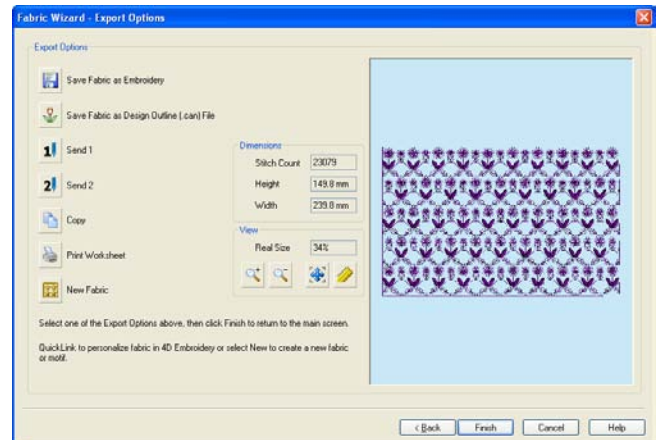 Fabric Wizard - Export Options
Export Options
Save Fabric as Embroidery
Save Fabric as Design Outline (.can) File
1 Send 1
2 Send 2
Copy
Print Worksheet
New Fabric
Dimensions
Stitch Count 23079
Height 149.8 mm
Width 239.8 mm
View
Real Size 34%
Select one of the Export Options above, then click Finish to return to the main screen.
QuickLink to personalize fabric in 4D Embroidery or select New to create a new fabric
or motif.
< Back Finish Cancel Help